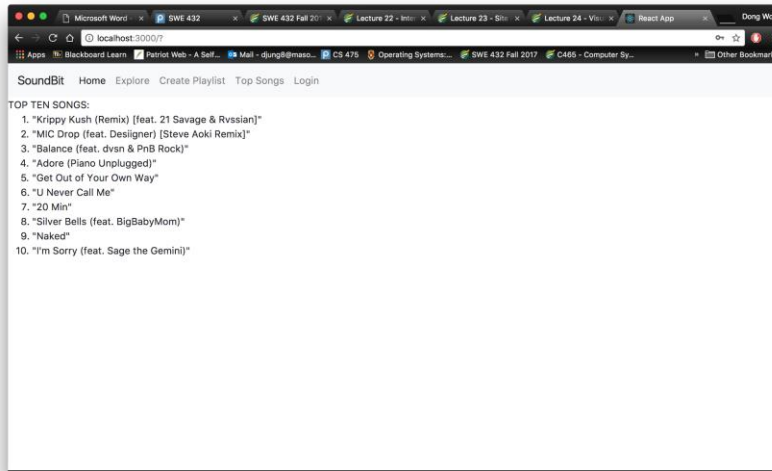 Microsoft Word -
SWE 432
SWE 432 Fall 201
Lecture 22 - Inter
Lecture 23 - Site
Lecture 24 - Visu
React App
Dong Wo
localhost:3000/?
Apps
Blackboard Learn
Patriot Web - A Self...
Mail - djung8@maso...
CS 475
Operating Systems:...
SWE 432 Fall 2017
C465 - Computer Sy...
»
Other Bookmark
SoundBit Home Explore Create Playlist Top Songs Login
TOP TEN SONGS:
1. "Krippy Kush (Remix) [feat. 21 Savage & Rvssian]"
2. "MIC Drop (feat. Desiigner) [Steve Aoki Remix]"
3. "Balance (feat. dvsn & PnB Rock)"
4. "Adore (Piano Unplugged)"
5. "Get Out of Your Own Way"
6. "U Never Call Me"
7. "20 Min"
8. "Silver Bells (feat. BigBabyMom)"
9. "Naked"
10. "I'm Sorry (feat. Sage the Gemini)"